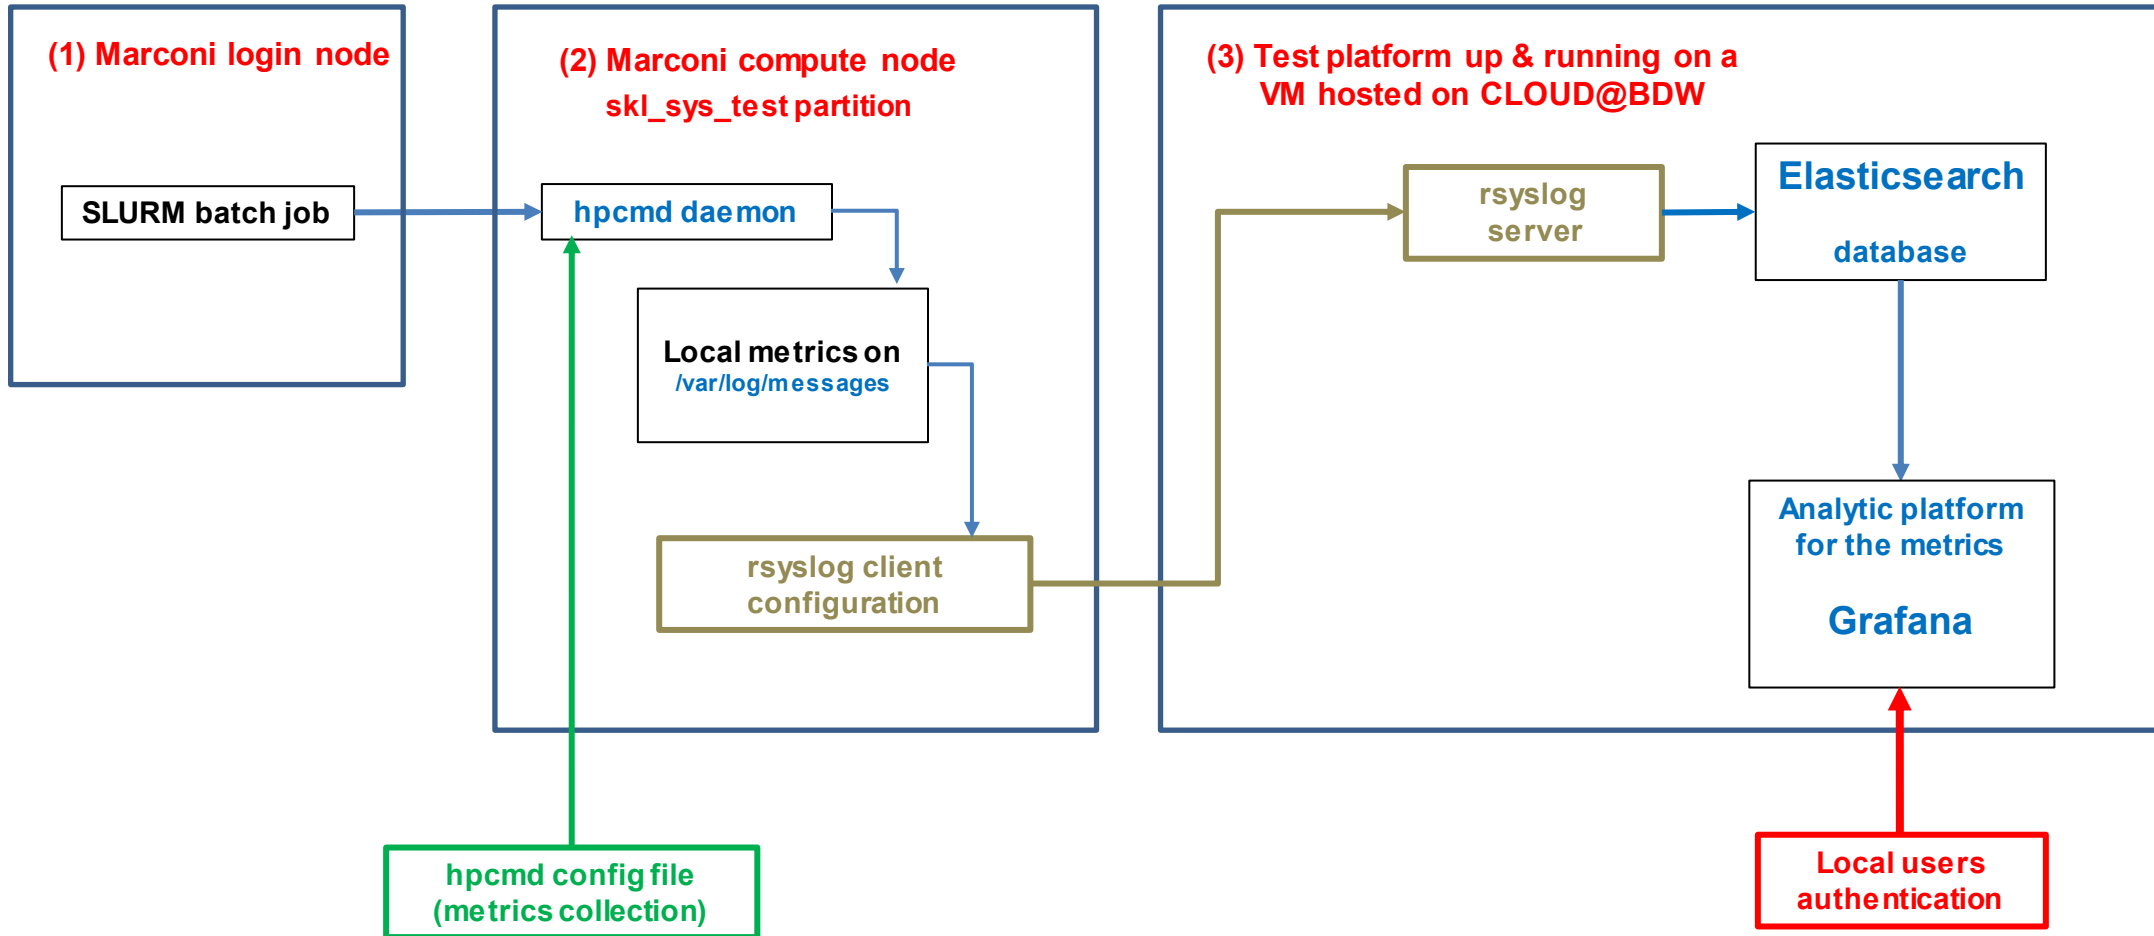 (1) Marconi login node
SLURM batch job
(2) Marconi compute node
skl_sys_test partition
hpcmd daemon
Local metrics on
/var/log/messages
rsyslog client
configuration
hpcmd config file
(metrics collection)
(3) Test platform up & running on a
VM hosted on CLOUD@BDW
rsyslog
server
Elasticsearch
database
Analytic platform
for the metrics
Grafana
Local users
authentication